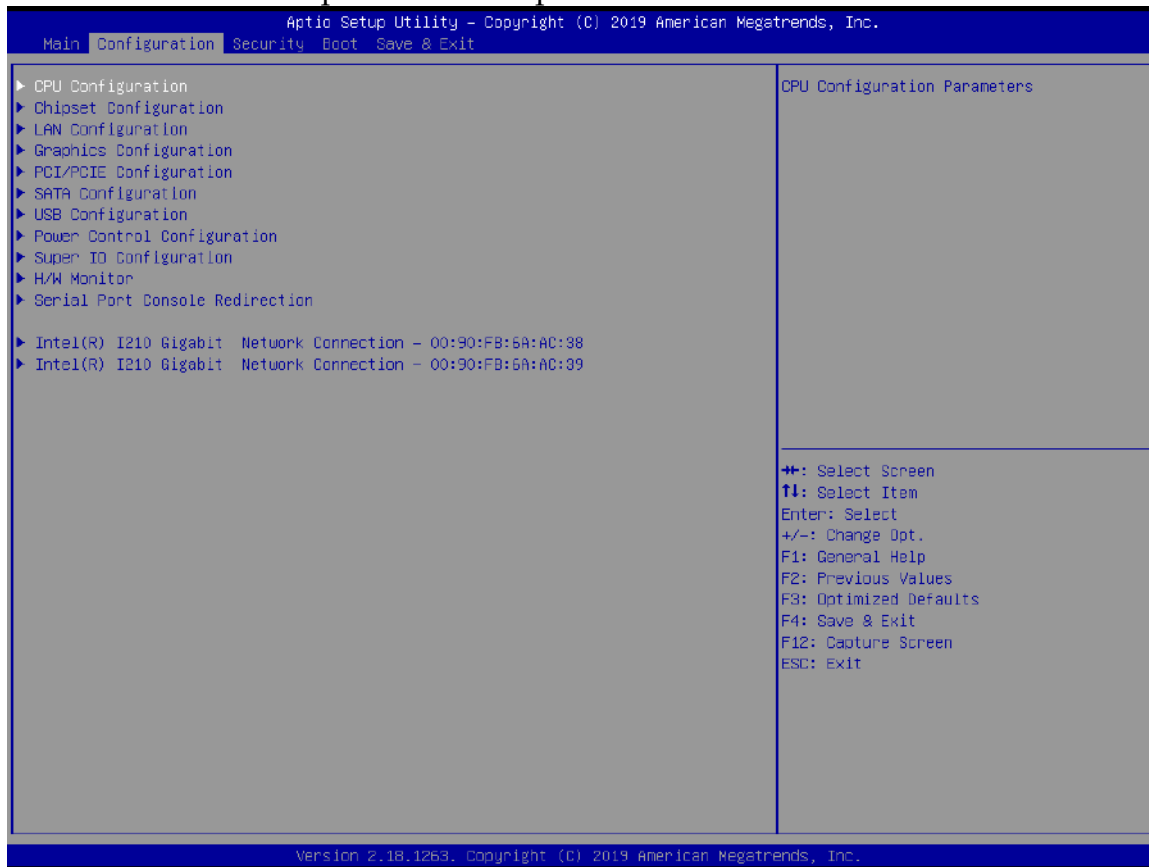 Aptio Setup Utility – Copyright (C) 2019 American Megatrends, Inc.
Main Configuration Security Boot Save & Exit
▶ CPU Configuration
▶ Chipset Configuration
▶ LAN Configuration
▶ Graphics Configuration
▶ PCI/PCIE Configuration
▶ SATA Configuration
▶ USB Configuration
▶ Power Control Configuration
▶ Super IO Configuration
▶ H/W Monitor
▶ Serial Port Console Redirection
▶ Intel(R) I210 Gigabit  Network Connection – 00:90:FB:6A:AC:38
▶ Intel(R) I210 Gigabit  Network Connection – 00:90:FB:6A:AC:39
CPU Configuration Parameters
→←: Select Screen
↑↓: Select Item
Enter: Select
+/-: Change Opt.
F1: General Help
F2: Previous Values
F3: Optimized Defaults
F4: Save & Exit
F12: Capture Screen
ESC: Exit
Version 2.18.1263. Copyright (C) 2019 American Megatrends, Inc.